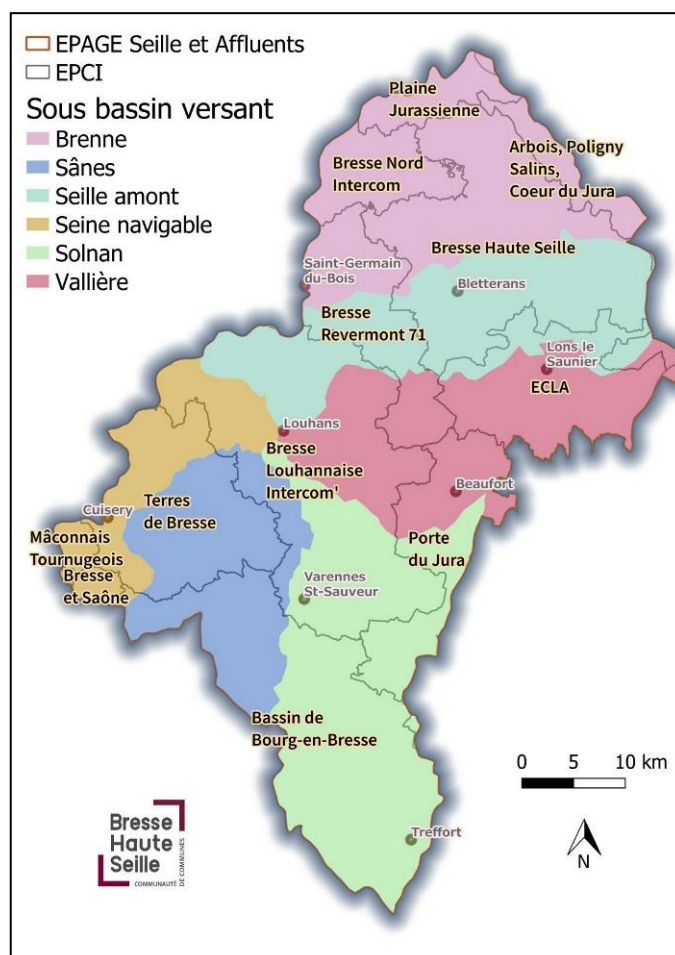 EPAGE Seille et Affluents
EPCI
Sous bassin versant
Brenne
Sânes
Seille amont
Seine navigable
Solnan
Vallière
Plaine
Jurassienne
Arbois, Poligny
Salins,
Coeur du Jura
Bresse Nord
Intercom
Bresse Haute Seille
Saint-Germain
du-Bois
Bletterans
Bresse
Revermont 71
Lons le
Saunier
ECLA
Louhans
Bresse
Louhannaise
Intercom'
Beaufort
Terres
de Bresse
Cuisery
Mâconnais
Tournugeois
Bresse
et Saône
Porte
du Jura
Varennes
St-Sauveur
Bassin de
Bourg-en-Bresse
Treffort
0 5 10 km
N
Bresse
Haute
Seille
COMMUNAUTÉ
DE COMMUNES